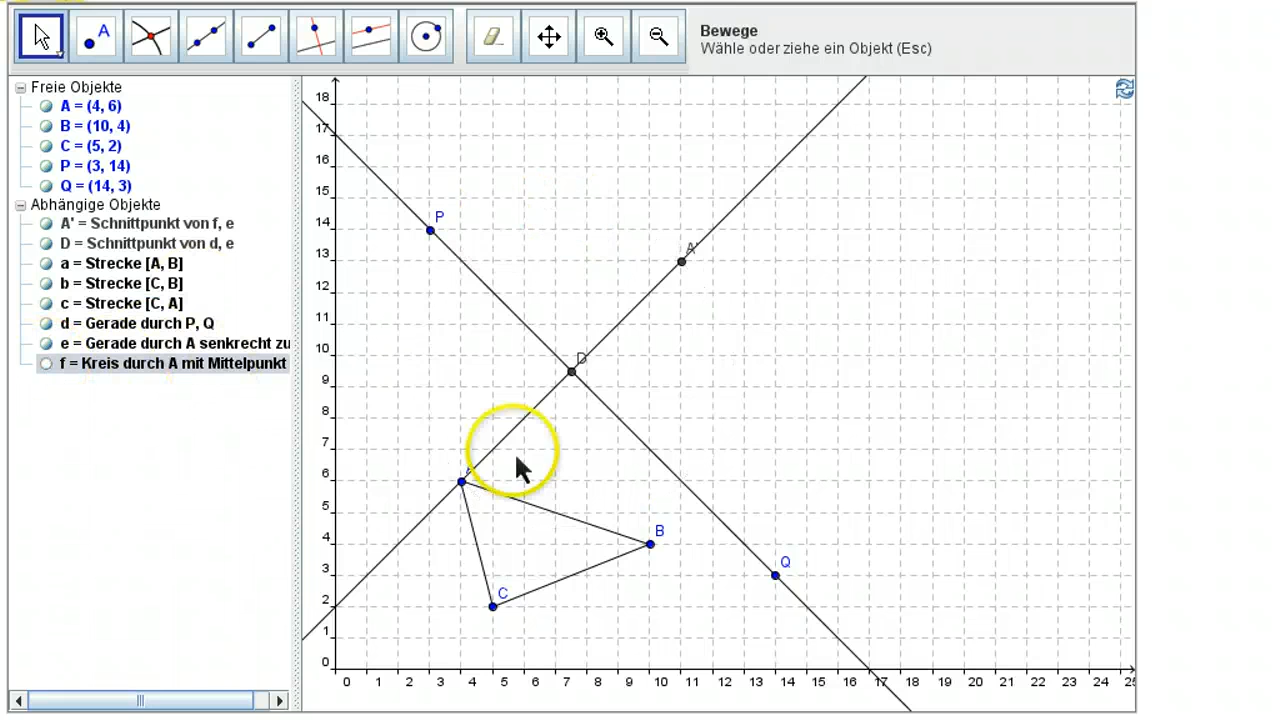 A
Bewege
Wähle oder ziehe ein Objekt (Esc)
Freie Objekte
A = (4, 6)
B = (10, 4)
C = (5, 2)
P = (3, 14)
Q = (14, 3)
Abhängige Objekte
A' = Schnittpunkt von f, e
D = Schnittpunkt von d, e
a = Strecke [A, B]
b = Strecke [C, B]
c = Strecke [C, A]
d = Gerade durch P, Q
e = Gerade durch A senkrecht zu
f = Kreis durch A mit Mittelpunkt
18
17
16
15
14
13
12
11
10
9
8
7
6
5
4
3
2
1
0
P
A'
D
A
B
Q
C
0 1 2 3 4 5 6 7 8 9 10 11 12 13 14 15 16 17 18 19 20 21 22 23 24 25